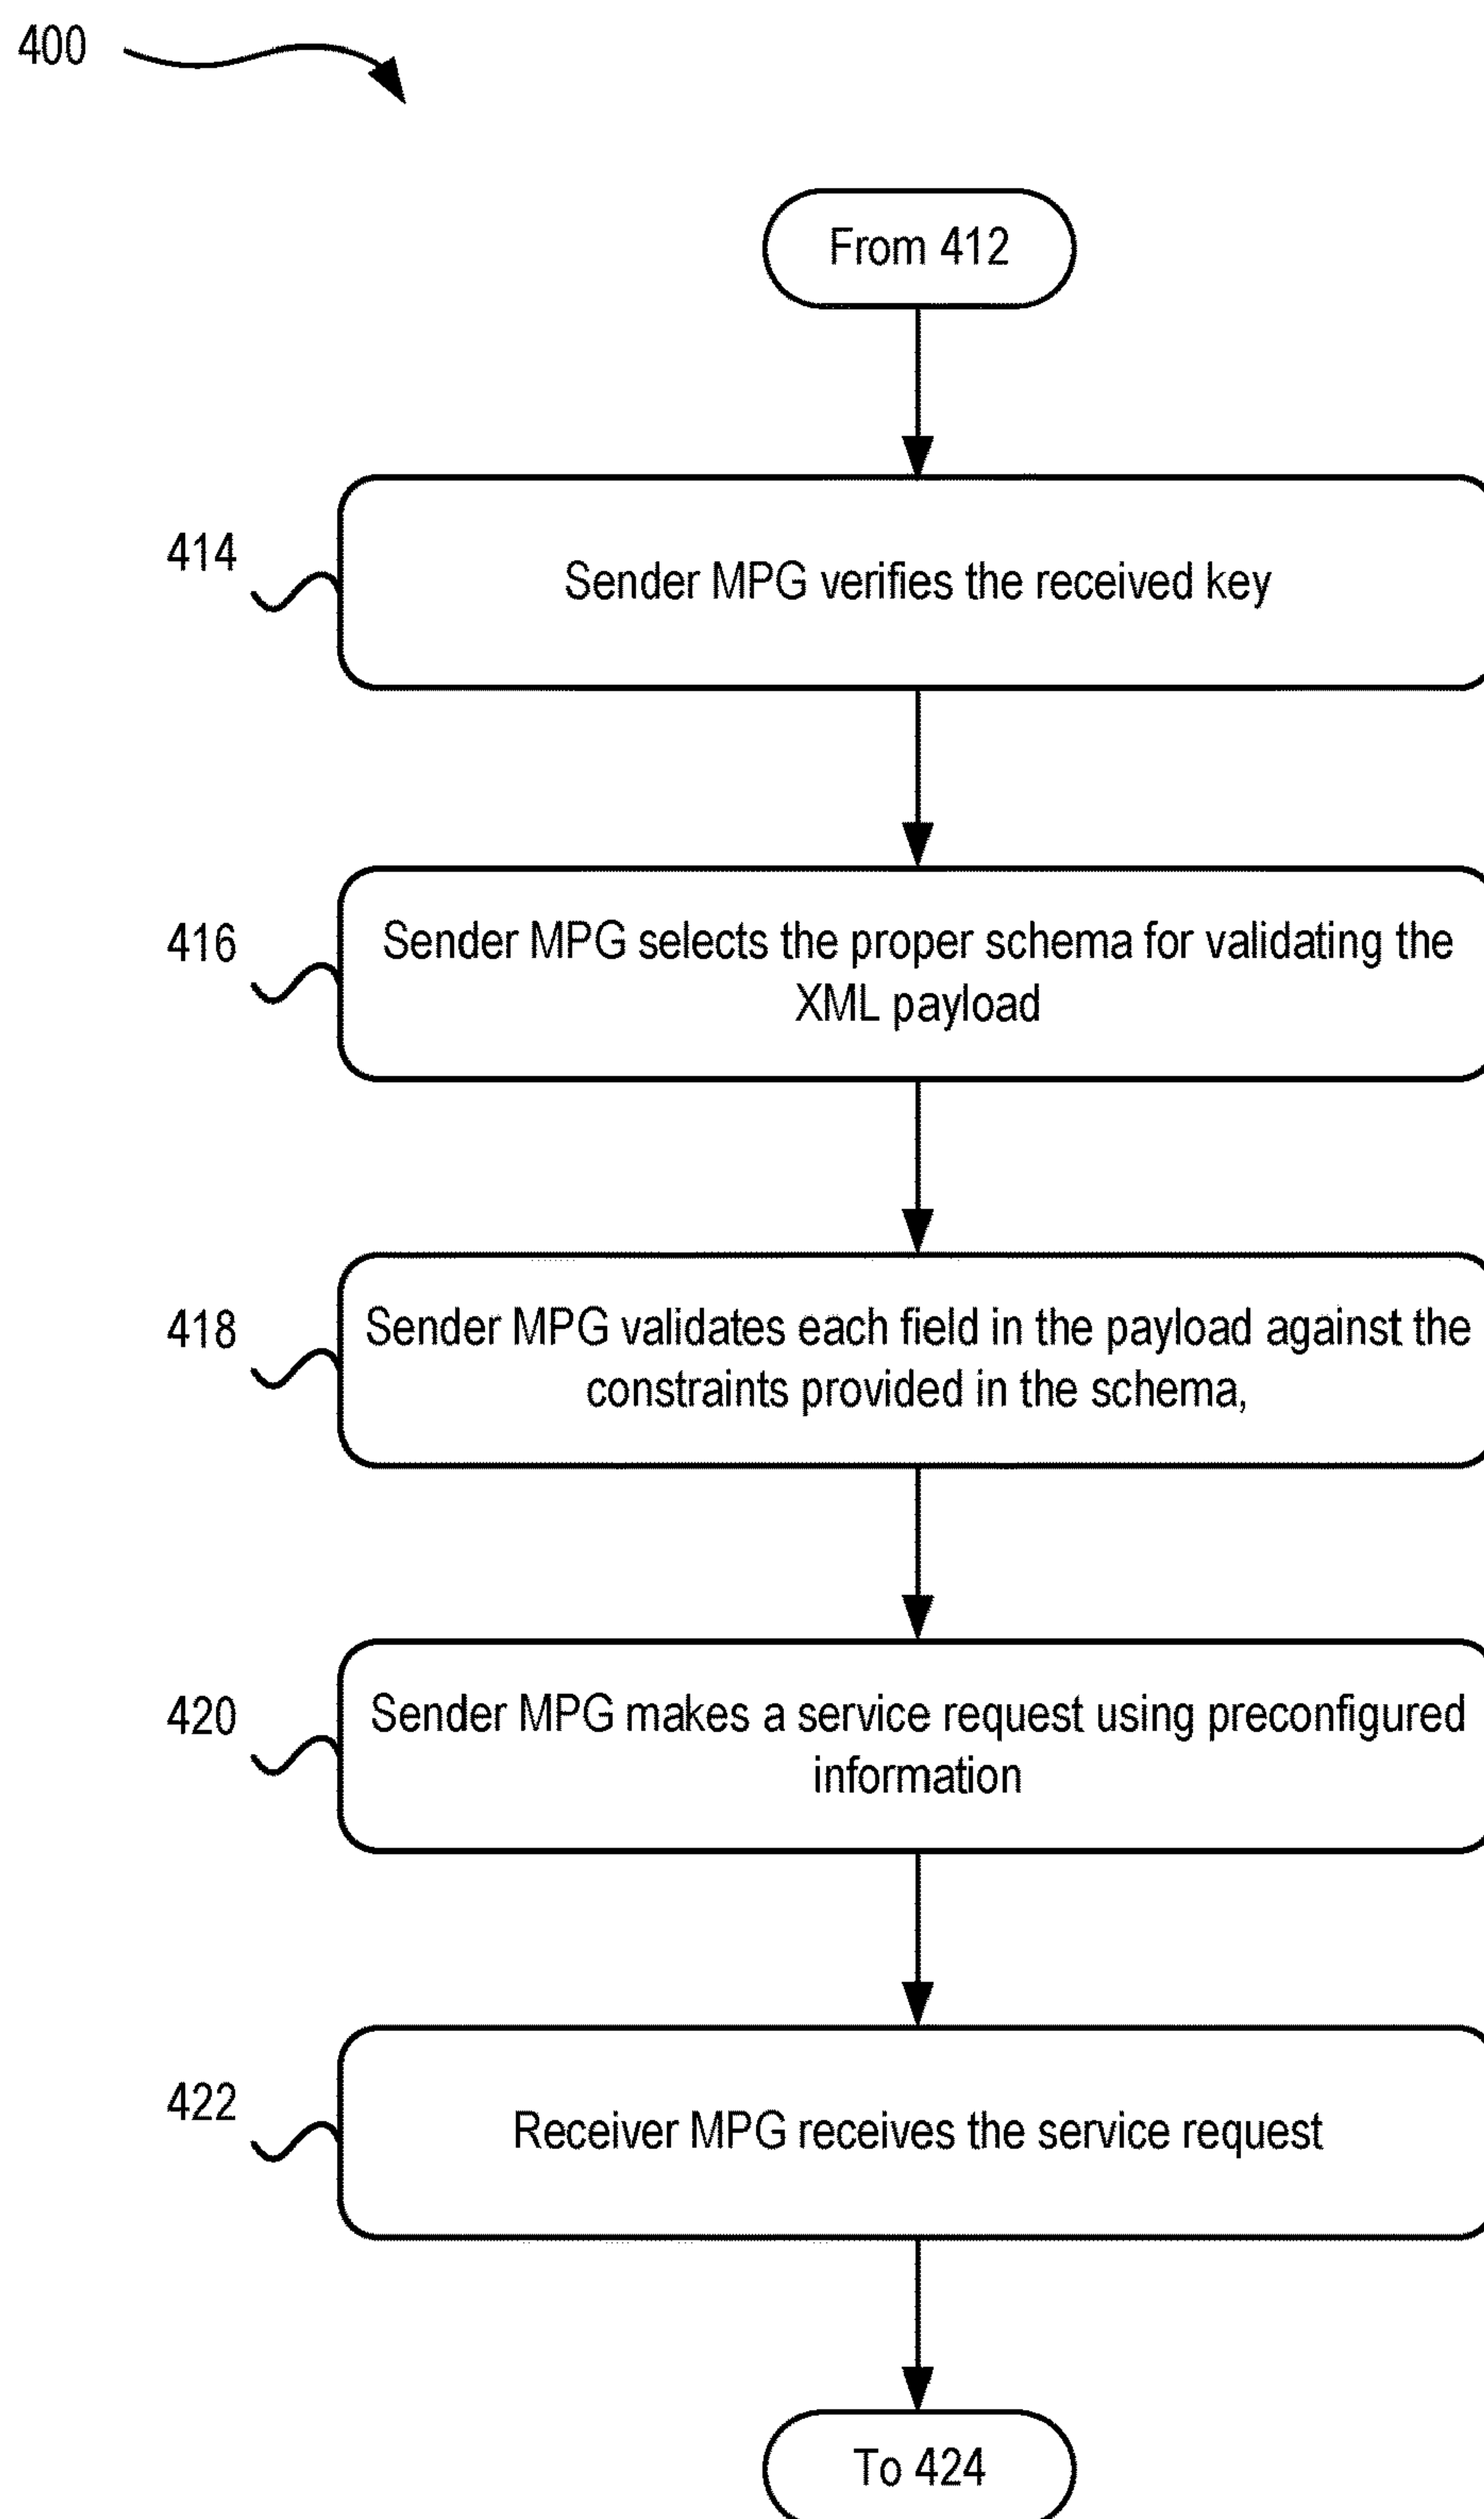 400
From 412
414
Sender MPG verifies the received key
416
Sender MPG selects the proper schema for validating the
XML payload
418
Sender MPG validates each field in the payload against the
constraints provided in the schema,
420
Sender MPG makes a service request using preconfigured
information
422
Receiver MPG receives the service request
To 424